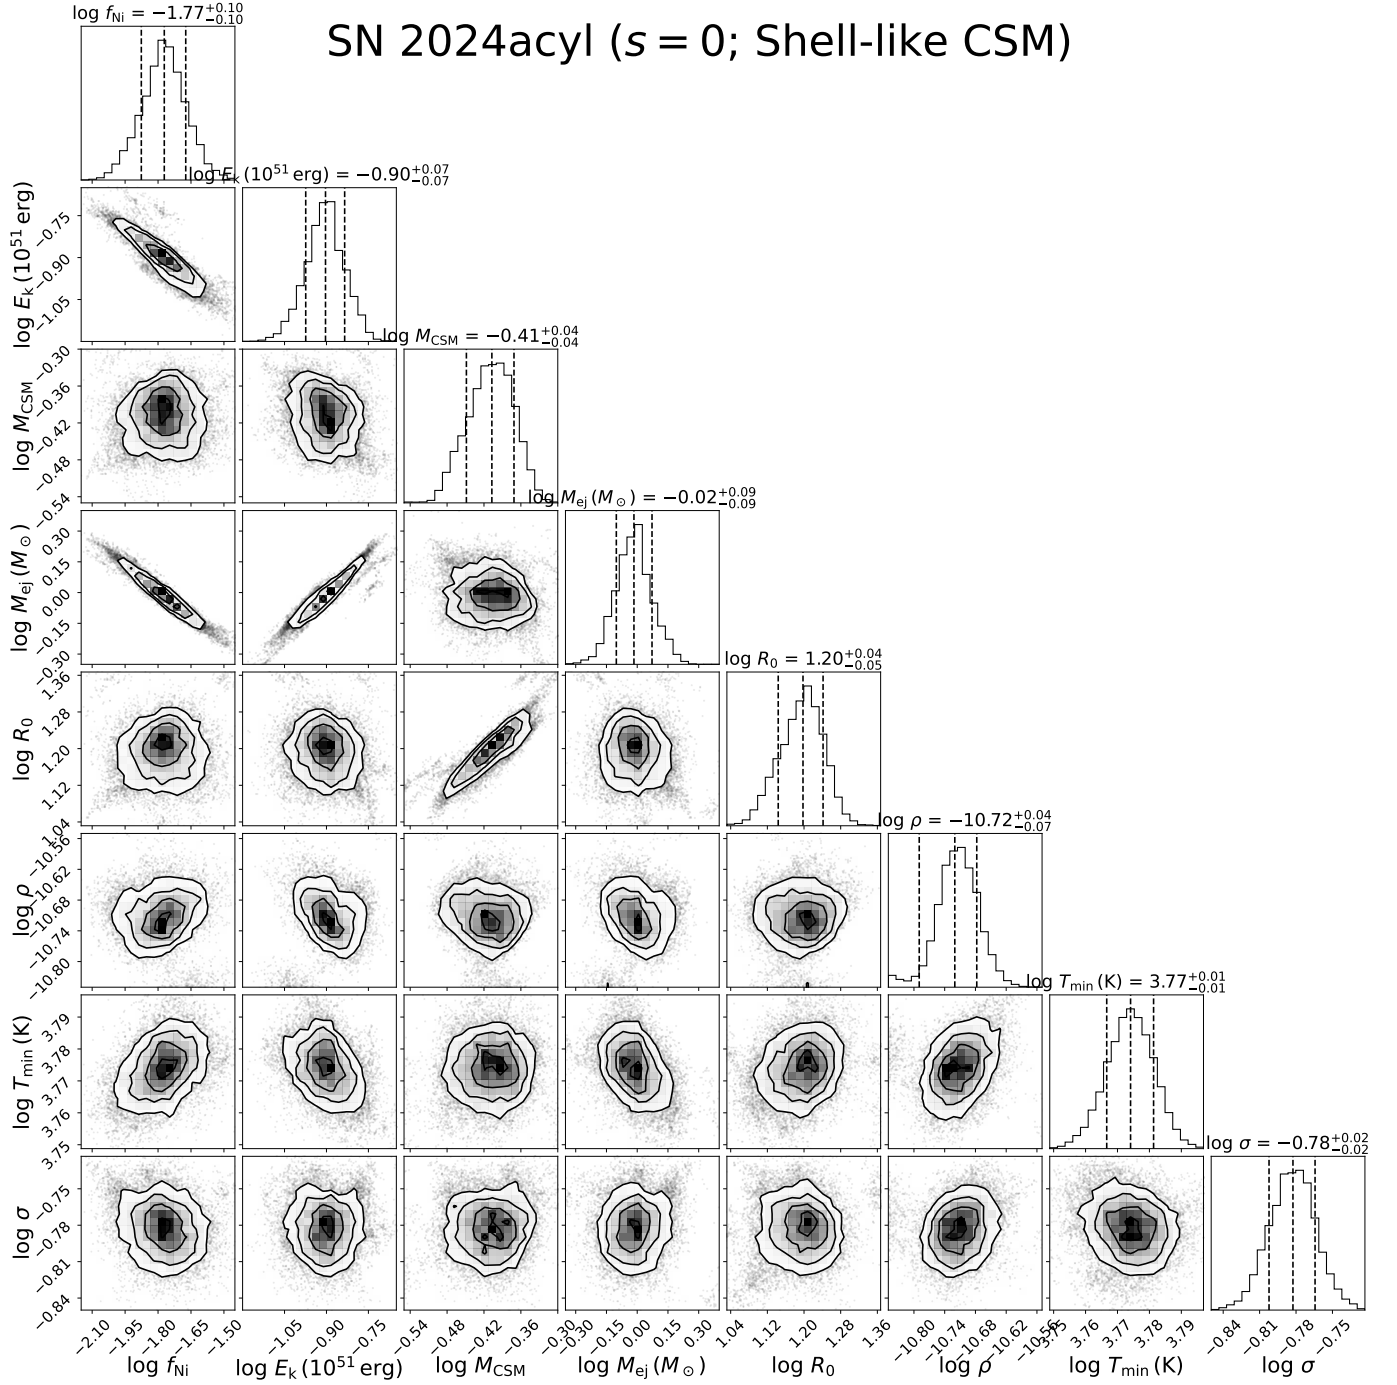 log f_Ni = −1.77^{+0.10}_{−0.10}
SN 2024acyl (s = 0; Shell-like CSM)
log E_k (10^51 erg) = −0.90^{+0.07}_{−0.07}
log E_k (10^51 erg)
−0.75
−0.90
−1.05
log M_CSM = −0.41^{+0.04}_{−0.04}
log M_CSM
−0.30
−0.36
−0.42
−0.48
−0.54
log M_ej (M_⊙) = −0.02^{+0.09}_{−0.09}
log M_ej (M_⊙)
0.30
0.15
0.00
−0.15
−0.30
log R_0 = 1.20^{+0.04}_{−0.05}
log R_0
1.36
1.28
1.20
1.12
1.04
log ρ = −10.72^{+0.04}_{−0.07}
log ρ
−10.56
−10.62
−10.68
−10.74
−10.80
log T_min (K) = 3.77^{+0.01}_{−0.01}
log T_min (K)
3.79
3.78
3.77
3.76
3.75
log σ = −0.78^{+0.02}_{−0.02}
log σ
−0.75
−0.78
−0.81
−0.84
−2.10 −1.95 −1.80 −1.65 −1.50
−1.05 −0.90 −0.75
−0.54 −0.48 −0.42 −0.36 −0.30
−0.30 −0.15 0.00 0.15 0.30
1.04 1.12 1.20 1.28 1.36
−10.80 −10.74 −10.68 −10.62 −10.56
3.75 3.76 3.77 3.78 3.79
−0.84 −0.81 −0.78 −0.75
log f_Ni
log E_k (10^51 erg)
log M_CSM
log M_ej (M_⊙)
log R_0
log ρ
log T_min (K)
log σ